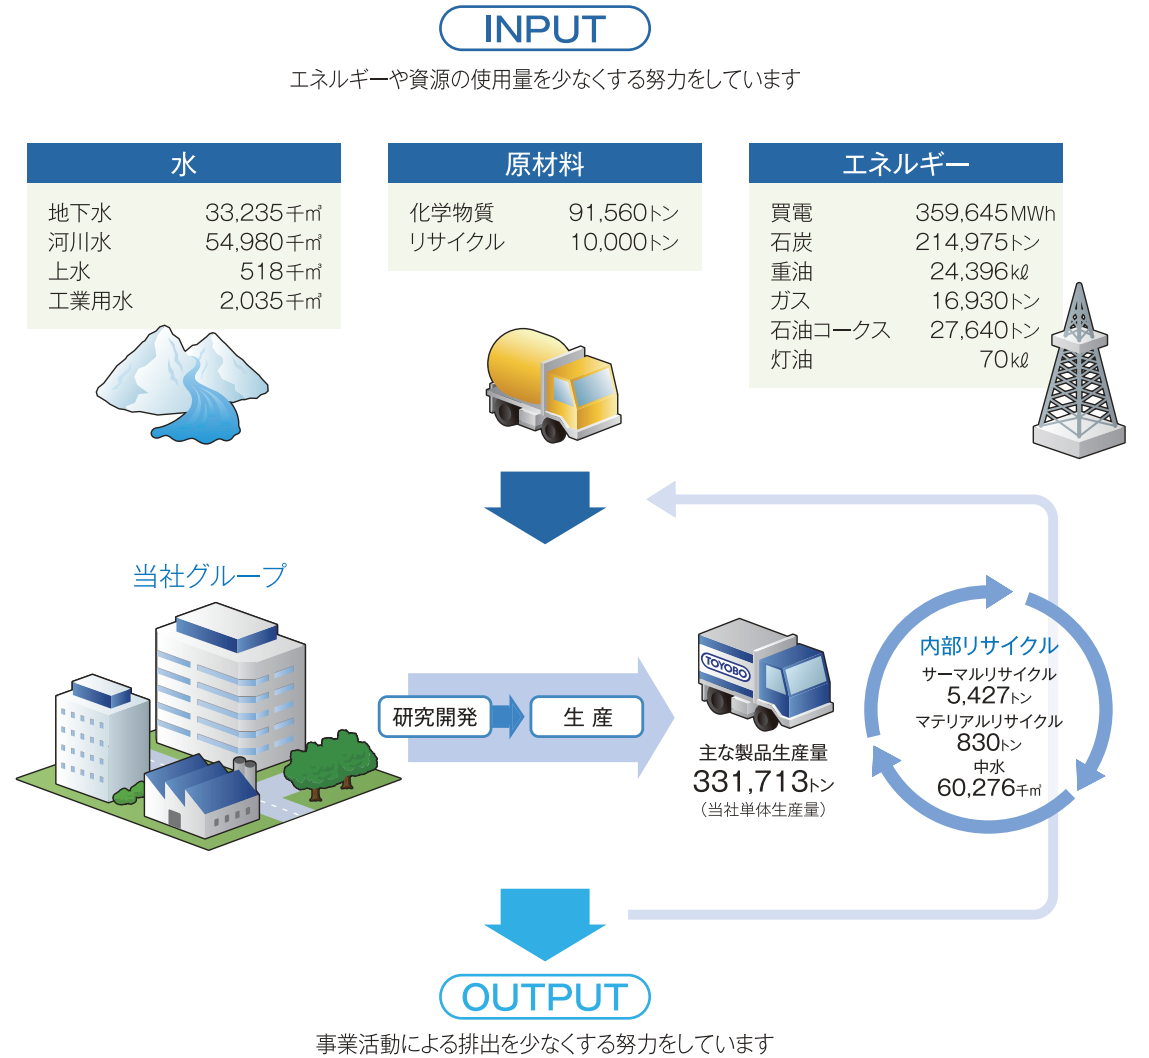 INPUT
エネルギーや資源の使用量を少なくする努力をしています
水
地下水 33,235千㎥
河川水 54,980千㎥
上水 518千㎥
工業用水 2,035千㎥
原材料
化学物質 91,560トン
リサイクル 10,000トン
エネルギー
買電 359,645MWh
石炭 214,975トン
重油 24,396kℓ
ガス 16,930トン
石油コークス 27,640トン
灯油 70kℓ
当社グループ
研究開発
生産
TOYOBO
主な製品生産量
331,713トン
(当社単体生産量)
内部リサイクル
サーマルリサイクル
5,427トン
マテリアルリサイクル
830トン
中水
60,276千㎥
OUTPUT
事業活動による排出を少なくする努力をしています